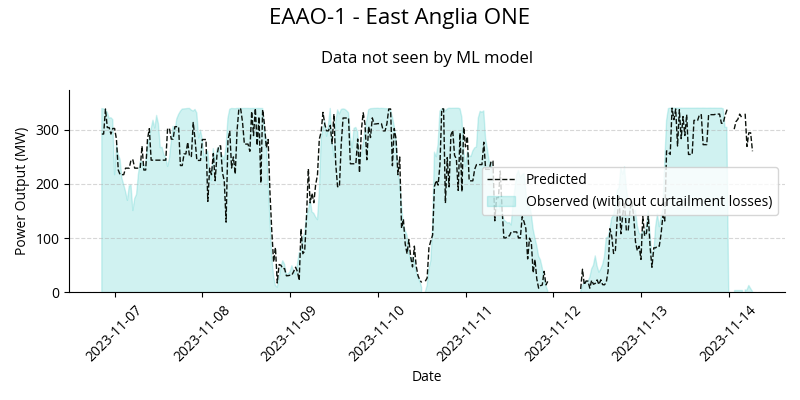 EAAO-1 - East Anglia ONE
Data not seen by ML model
Power Output (MW)
300
200
100
0
Predicted
Observed (without curtailment losses)
2023-11-07
2023-11-08
2023-11-09
2023-11-10
2023-11-11
2023-11-12
2023-11-13
2023-11-14
Date